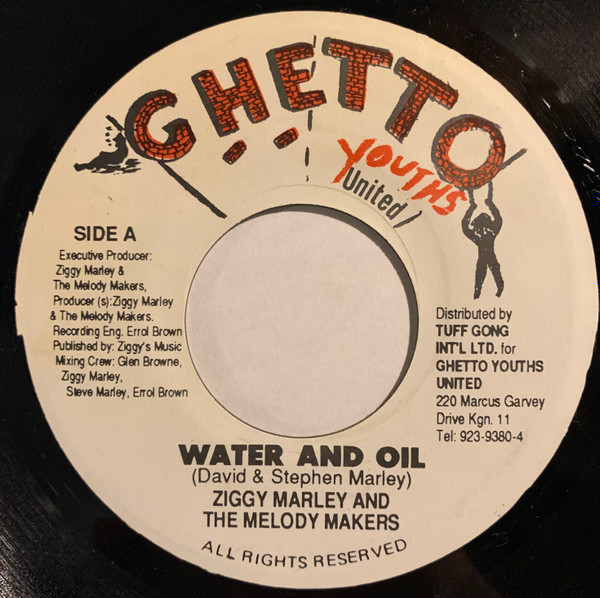 GHETTO
YOUTHS
United
SIDE A
Executive Producer:
Ziggy Marley &
The Melody Makers,
Producer (s):Ziggy Marley
& The Melody Makers.
Recording Eng. Errol Brown
Published by: Ziggy's Music
Mixing Crew: Glen Browne,
Ziggy Marley,
Steve Marley, Errol Brown
Distributed by
TUFF GONG
INT'L LTD. for
GHETTO YOUTHS
UNITED
220 Marcus Garvey
Drive Kgn. 11
Tel: 923-9380-4
WATER AND OIL
(David & Stephen Marley)
ZIGGY MARLEY AND
THE MELODY MAKERS
ALL RIGHTS RESERVED